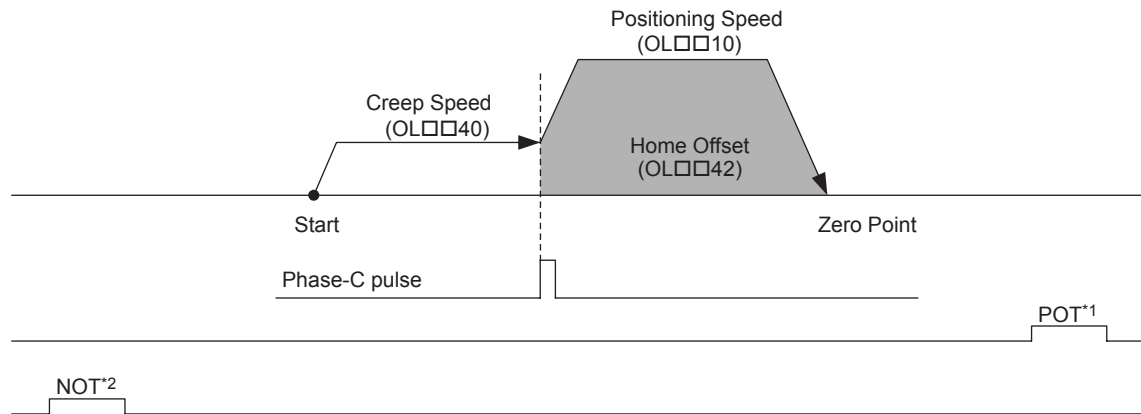 Positioning Speed
(OL□□10)
Creep Speed
(OL□□40)
Home Offset
(OL□□42)
Start
Zero Point
Phase-C pulse
POT*1
NOT*2